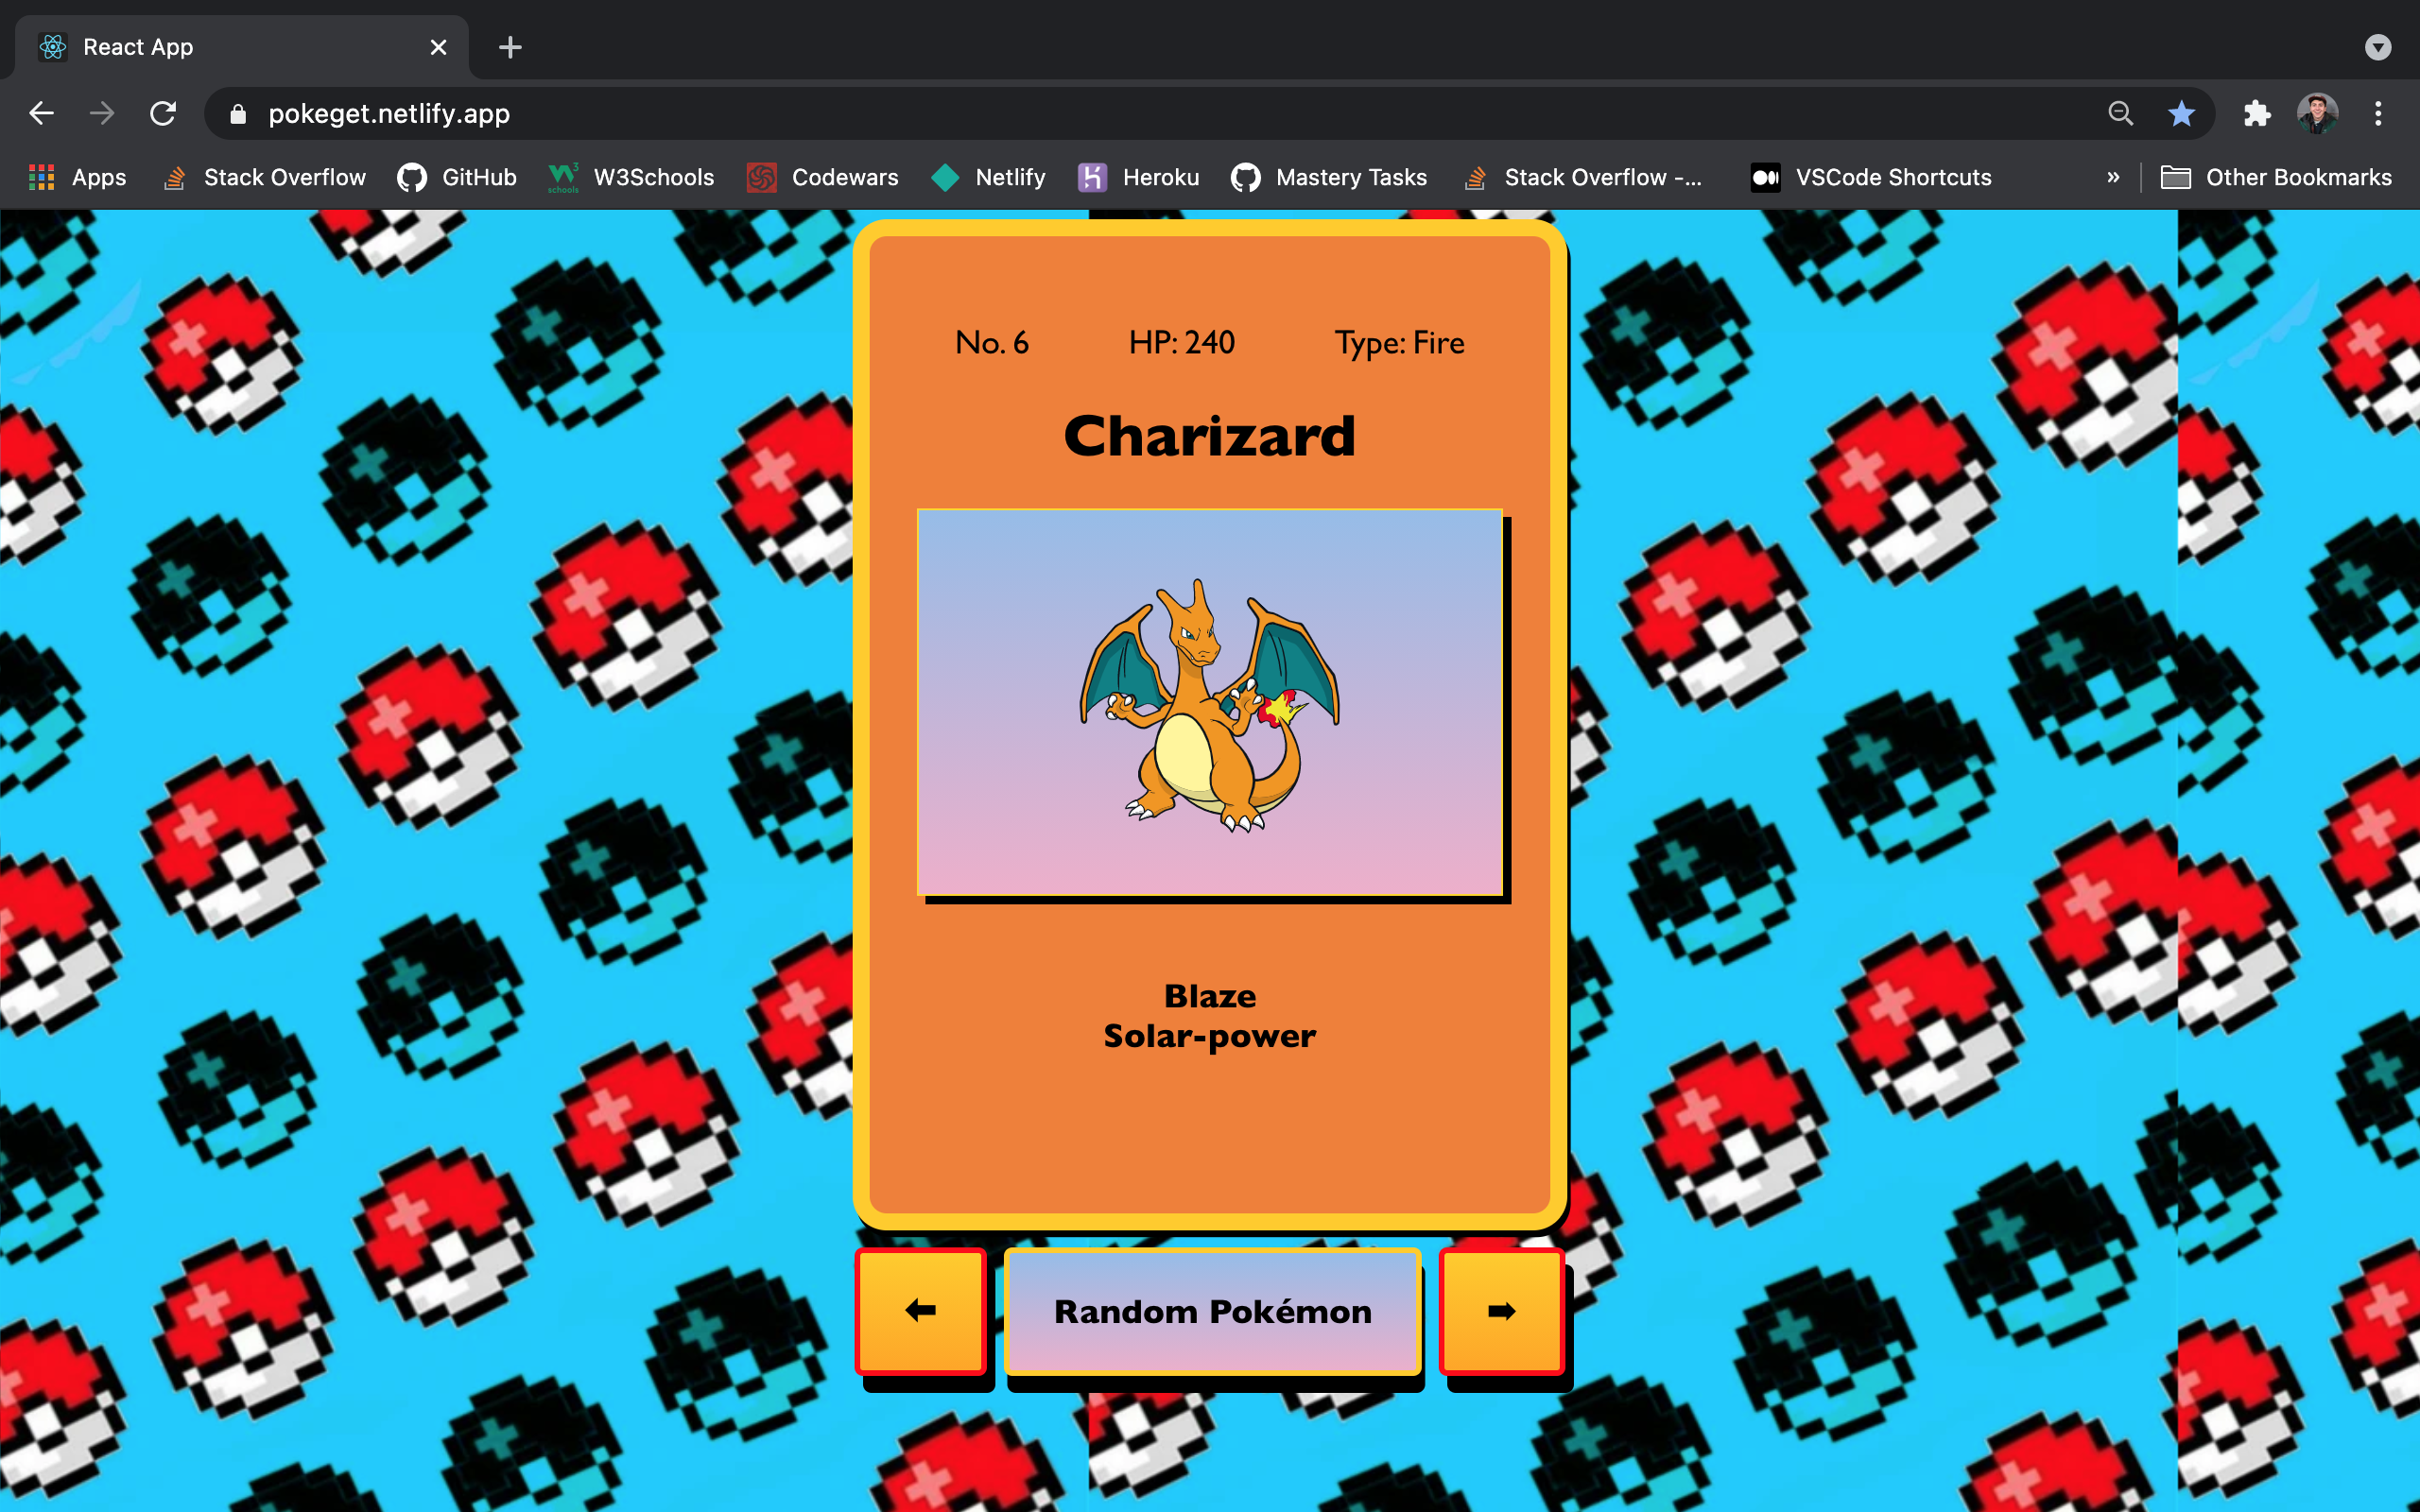 React App
pokeget.netlify.app
Apps Stack Overflow GitHub W3Schools Codewars Netlify Heroku Mastery Tasks Stack Overflow -... VSCode Shortcuts » Other Bookmarks
No. 6 HP: 240 Type: Fire
Charizard
Blaze
Solar-power
Random Pokémon